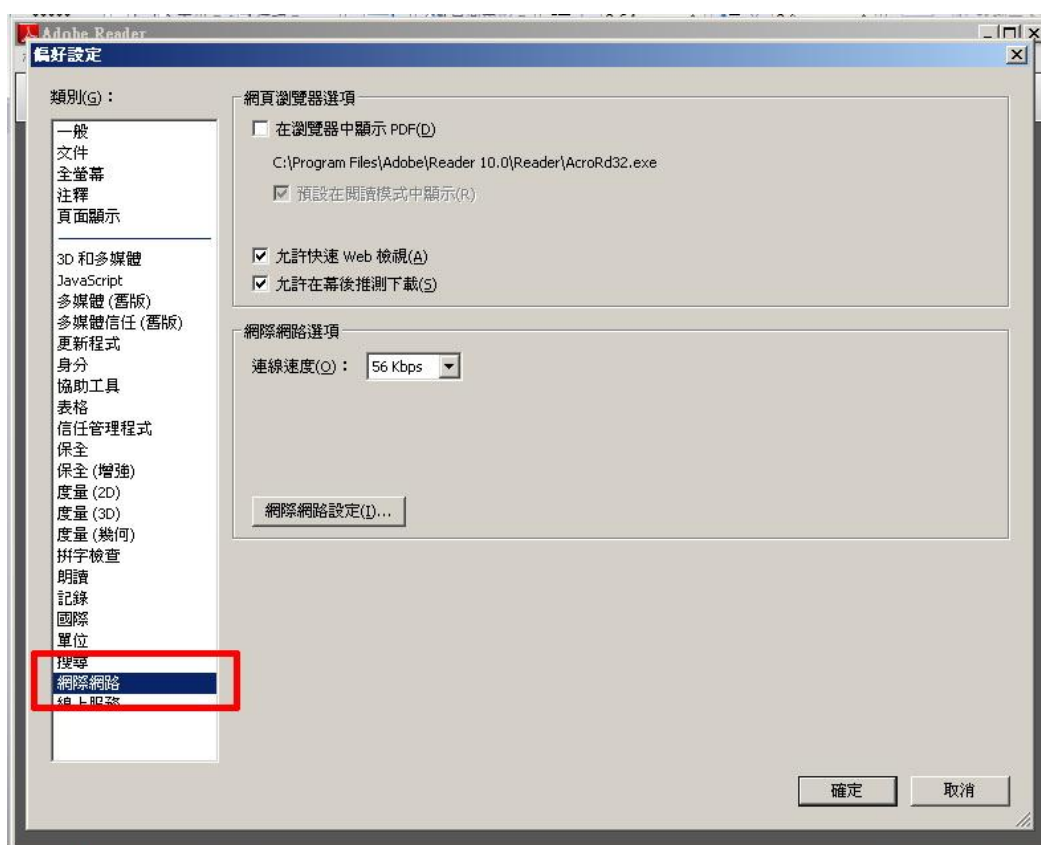 Adobe Reader
偏好設定
類別(G)：
一般
文件
全螢幕
注釋
頁面顯示
3D 和多媒體
JavaScript
多媒體 (舊版)
多媒體信任 (舊版)
更新程式
身分
協助工具
表格
信任管理程式
保全
保全 (增強)
度量 (2D)
度量 (3D)
度量 (幾何)
拼字檢查
朗讀
記錄
國際
單位
搜尋
網際網路
線上服務
網頁瀏覽器選項
在瀏覽器中顯示 PDF(D)
C:\Program Files\Adobe\Reader 10.0\Reader\AcroRd32.exe
預設在閱讀模式中顯示(R)
允許快速 Web 檢視(A)
允許在幕後推測下載(S)
網際網路選項
連線速度(O)：
56 Kbps
網際網路設定(I)...
確定
取消